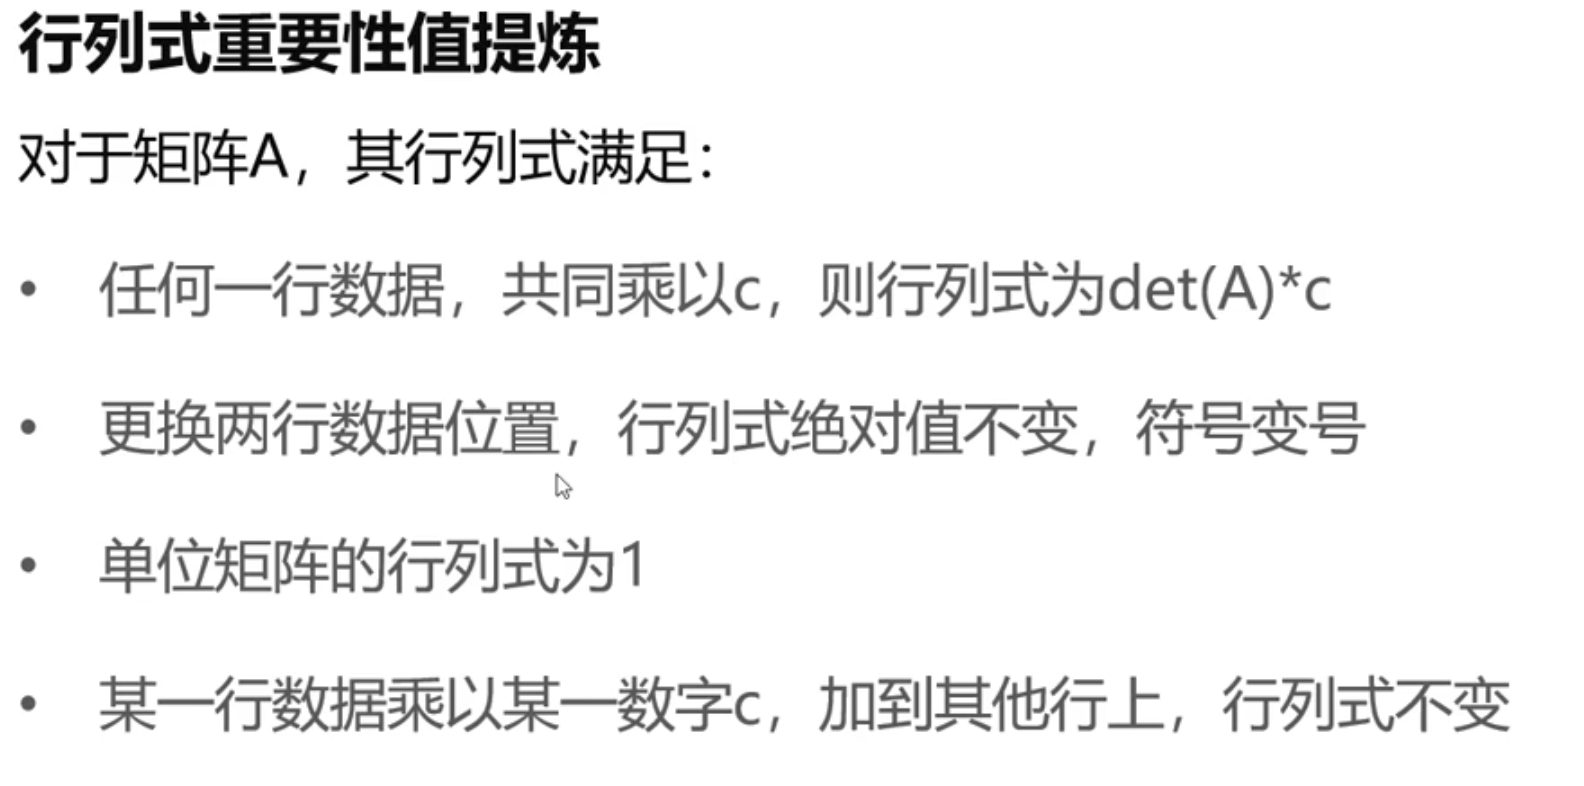 行列式重要性值提炼
对于矩阵A，其行列式满足：
• 任何一行数据，共同乘以c，则行列式为det(A)*c
• 更换两行数据位置，行列式绝对值不变，符号变号
• 单位矩阵的行列式为1
• 某一行数据乘以某一数字c，加到其他行上，行列式不变